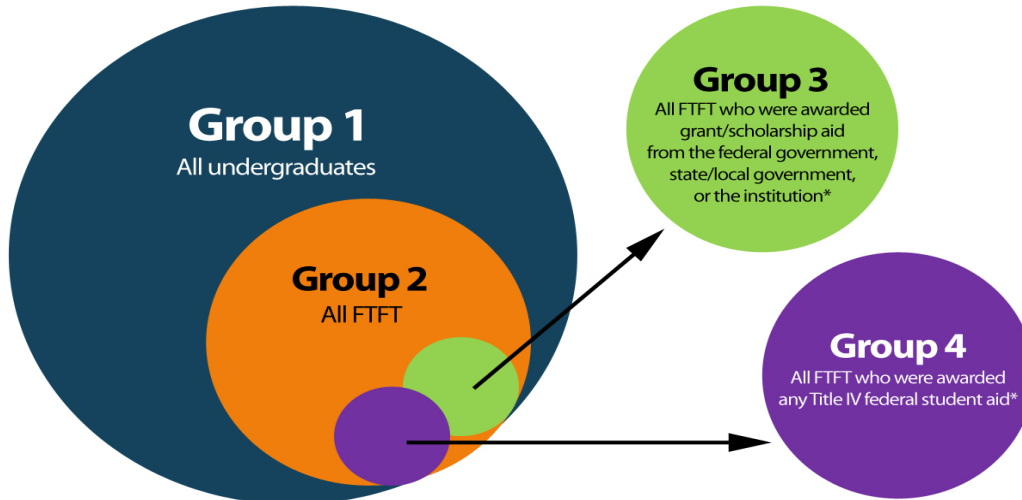 Group 1
All undergraduates
Group 2
All FTFT
Group 3
All FTFT who were awarded
grant/scholarship aid
from the federal government,
state/local government,
or the institution*
Group 4
All FTFT who were awarded
any Title IV federal student aid*